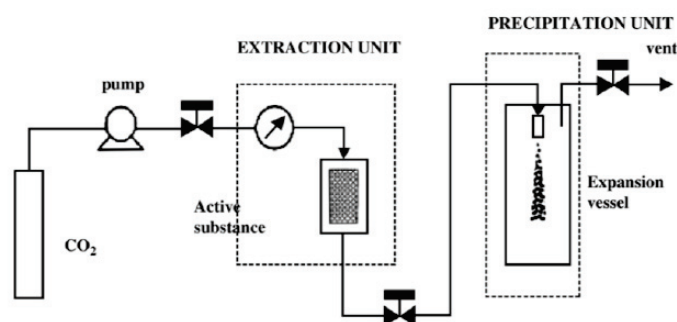 PRECIPITATION UNIT
vent
EXTRACTION UNIT
pump
Active
substance
Expansion
vessel
CO₂